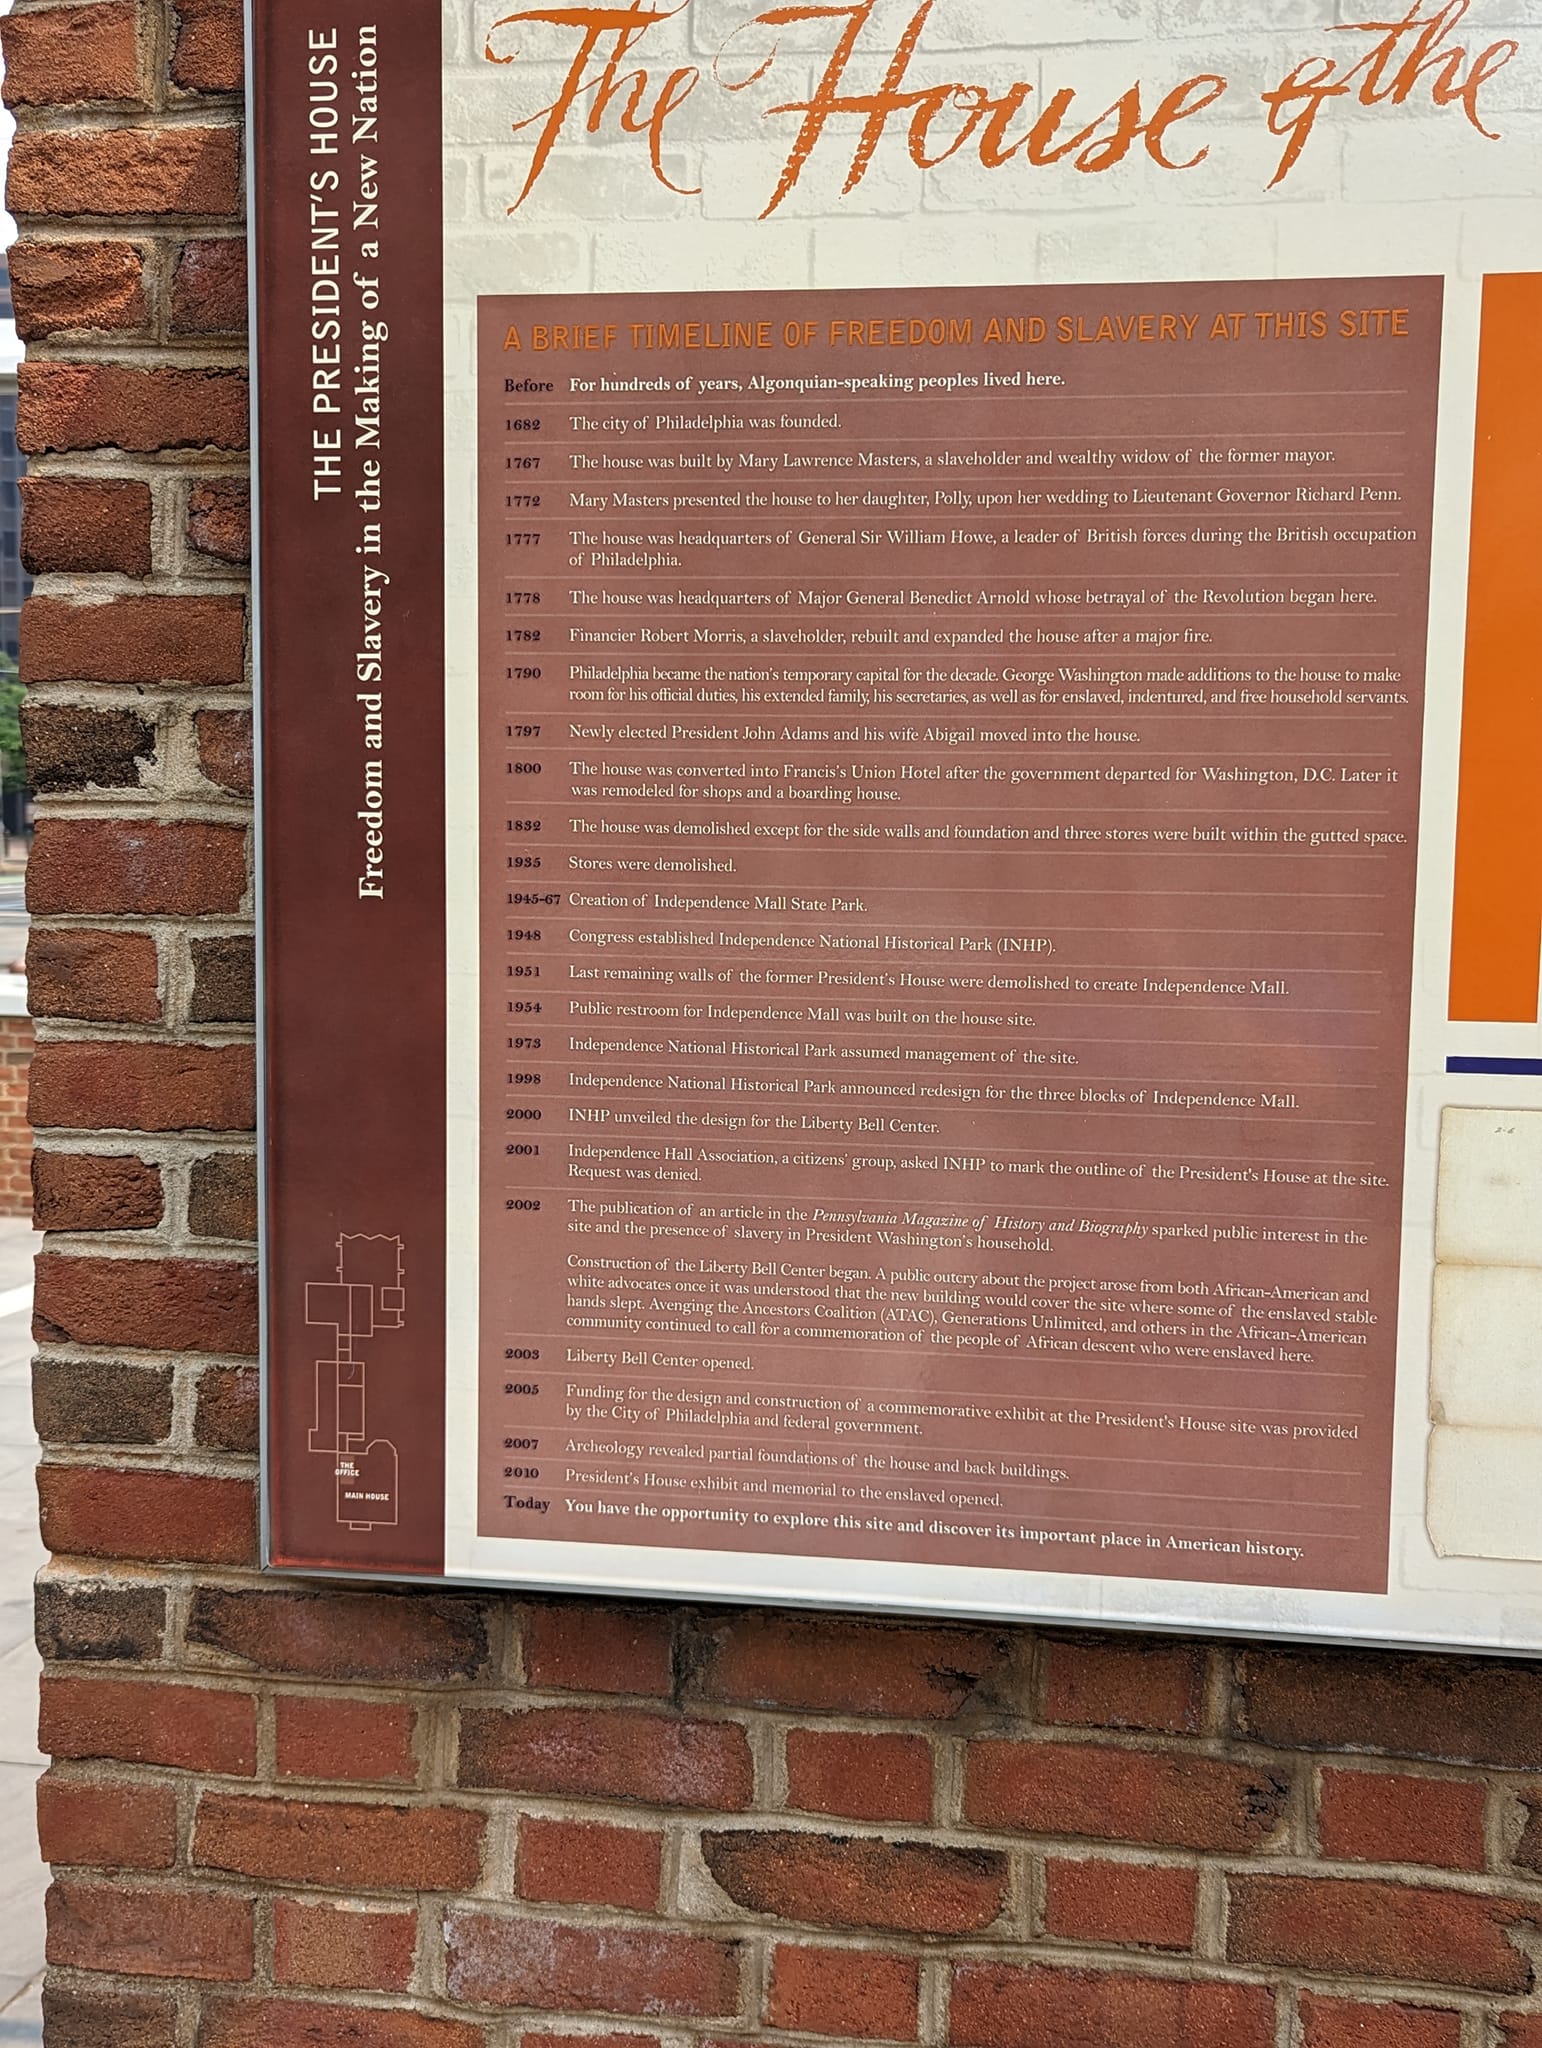 THE PRESIDENT'S HOUSE
Freedom and Slavery in the Making of a New Nation
The House & the
A BRIEF TIMELINE OF FREEDOM AND SLAVERY AT THIS SITE
Before For hundreds of years, Algonquian-speaking peoples lived here.
1682 The city of Philadelphia was founded.
1767 The house was built by Mary Lawrence Masters, a slaveholder and wealthy widow of the former mayor.
1772 Mary Masters presented the house to her daughter, Polly, upon her wedding to Lieutenant Governor Richard Penn.
1777 The house was headquarters of General Sir William Howe, a leader of British forces during the British occupation
of Philadelphia.
1778 The house was headquarters of Major General Benedict Arnold whose betrayal of the Revolution began here.
1782 Financier Robert Morris, a slaveholder, rebuilt and expanded the house after a major fire.
1790 Philadelphia became the nation's temporary capital for the decade. George Washington made additions to the house to make
room for his official duties, his extended family, his secretaries, as well as for enslaved, indentured, and free household servants.
1797 Newly elected President John Adams and his wife Abigail moved into the house.
1800 The house was converted into Francis's Union Hotel after the government departed for Washington, D.C. Later it
was remodeled for shops and a boarding house.
1832 The house was demolished except for the side walls and foundation and three stores were built within the gutted space.
1935 Stores were demolished.
1945-67 Creation of Independence Mall State Park.
1948 Congress established Independence National Historical Park (INHP).
1951 Last remaining walls of the former President's House were demolished to create Independence Mall.
1954 Public restroom for Independence Mall was built on the house site.
1973 Independence National Historical Park assumed management of the site.
1998 Independence National Historical Park announced redesign for the three blocks of Independence Mall.
2000 INHP unveiled the design for the Liberty Bell Center.
2001 Independence Hall Association, a citizens' group, asked INHP to mark the outline of the President's House at the site.
Request was denied.
2002 The publication of an article in the Pennsylvania Magazine of History and Biography sparked public interest in the
site and the presence of slavery in President Washington's household.
Construction of the Liberty Bell Center began. A public outcry about the project arose from both African-American and
white advocates once it was understood that the new building would cover the site where some of the enslaved stable
hands slept. Avenging the Ancestors Coalition (ATAC), Generations Unlimited, and others in the African-American
community continued to call for a commemoration of the people of African descent who were enslaved here.
2003 Liberty Bell Center opened.
2005 Funding for the design and construction of a commemorative exhibit at the President's House site was provided
by the City of Philadelphia and federal government.
2007 Archeology revealed partial foundations of the house and back buildings.
2010 President's House exhibit and memorial to the enslaved opened.
Today You have the opportunity to explore this site and discover its important place in American history.
THE
OFFICE
MAIN HOUSE